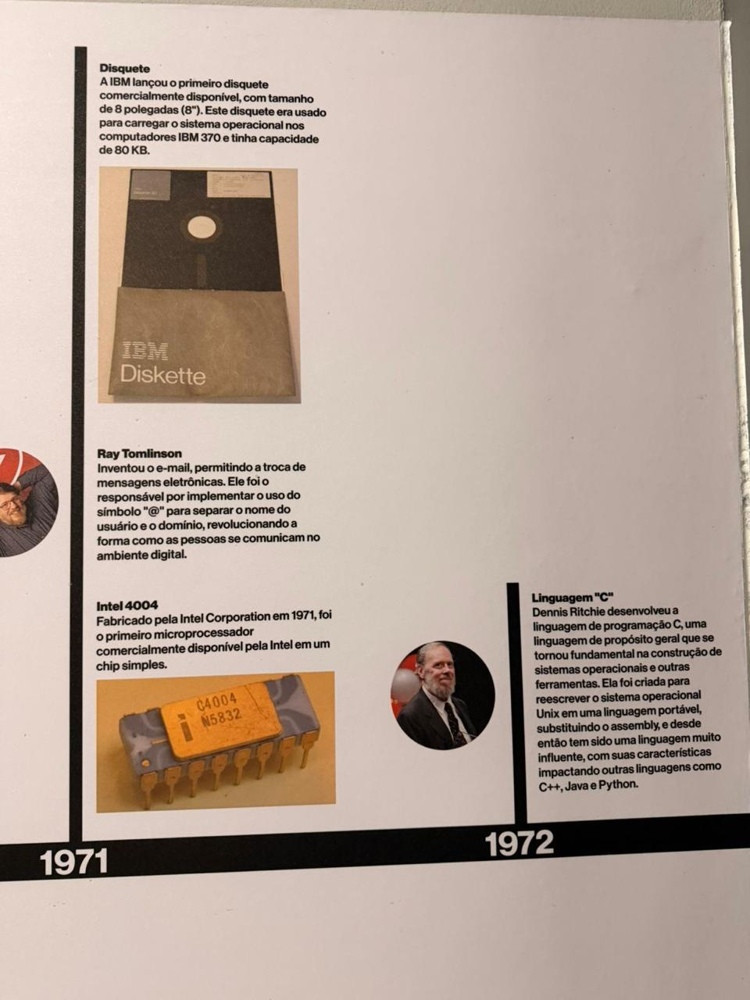 Disquete
A IBM lançou o primeiro disquete
comercialmente disponível, com tamanho
de 8 polegadas (8"). Este disquete era usado
para carregar o sistema operacional nos
computadores IBM 370 e tinha capacidade
de 80 KB.
IBM
Diskette
Ray Tomlinson
Inventou o e-mail, permitindo a troca de
mensagens eletrônicas. Ele foi o
responsável por implementar o uso do
símbolo "@" para separar o nome do
usuário e o domínio, revolucionando a
forma como as pessoas se comunicam no
ambiente digital.
Intel 4004
Fabricado pela Intel Corporation em 1971, foi
o primeiro microprocessador
comercialmente disponível pela Intel em um
chip simples.
C4004
N5832
1971
Linguagem "C"
Dennis Ritchie desenvolveu a
linguagem de programação C, uma
linguagem de propósito geral que se
tornou fundamental na construção de
sistemas operacionais e outras
ferramentas. Ela foi criada para
reescrever o sistema operacional
Unix em uma linguagem portável,
substituindo o assembly, e desde
então tem sido uma linguagem muito
influente, com suas características
impactando outras linguagens como
C++, Java e Python.
1972